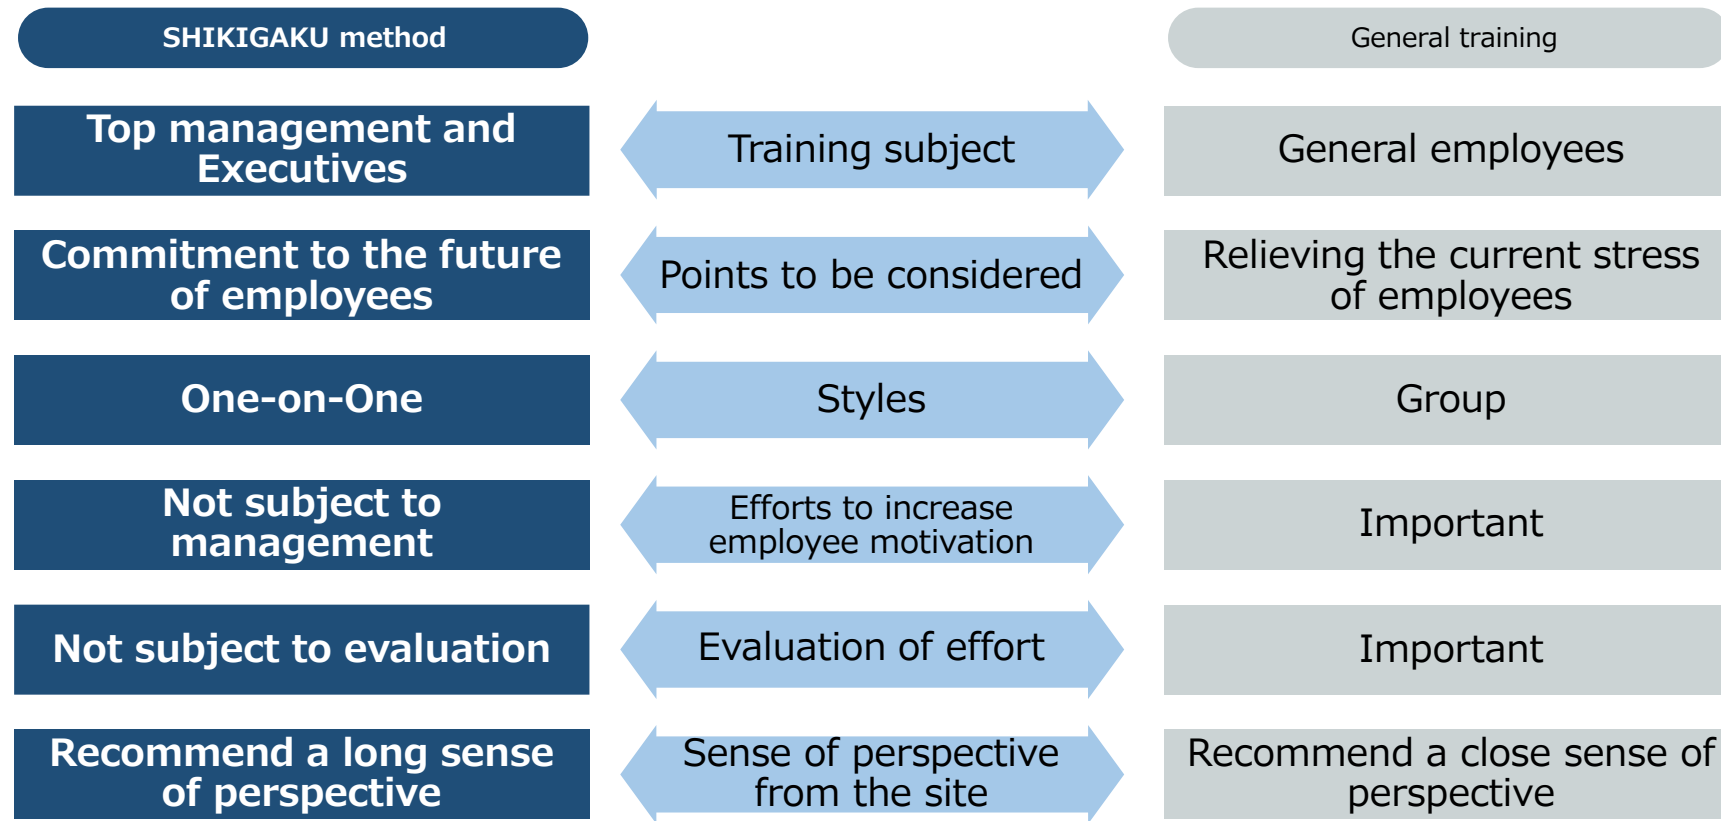 SHIKIGAKU method
General training
Top management and
Executives
Training subject
General employees
Commitment to the future
of employees
Points to be considered
Relieving the current stress
of employees
One-on-One
Styles
Group
Not subject to
management
Efforts to increase
employee motivation
Important
Not subject to evaluation
Evaluation of effort
Important
Recommend a long sense
of perspective
Sense of perspective
from the site
Recommend a close sense of
perspective